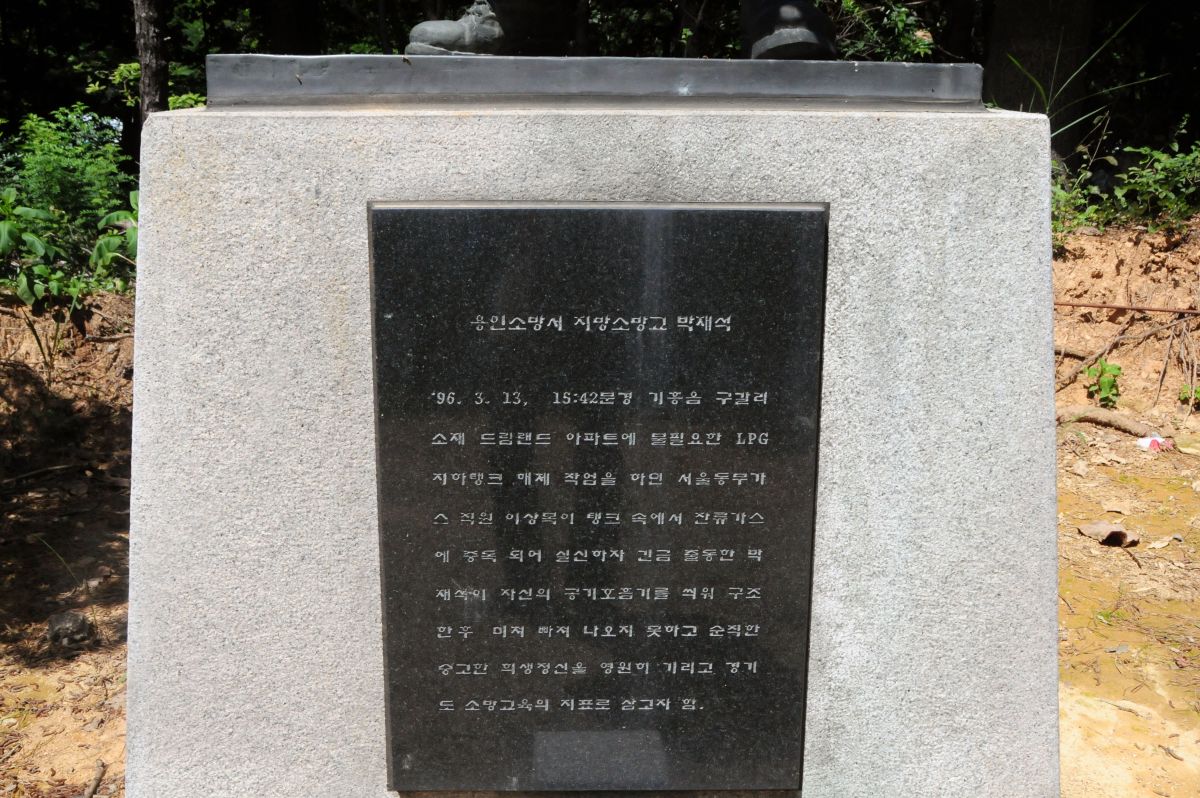 용인소방서 지방소방교 박재석
'96. 3. 13, 15:42분경 기흥읍 구갈리
소재 드림랜드 아파트에 불필요한 LPG
지하탱크 해체 작업을 하던 서울동무가
스 직원 이상목이 탱크 속에서 잔류가스
에 중독 되어 실신하자 긴급 출동한 박
재석이 자신의 공기호흡기를 씌워 구조
한후 미쳐 빠져 나오지 못하고 순직한
숭고한 희생정신을 영원히 기리고 경기
도 소방교육의 지표로 삼고자 함.